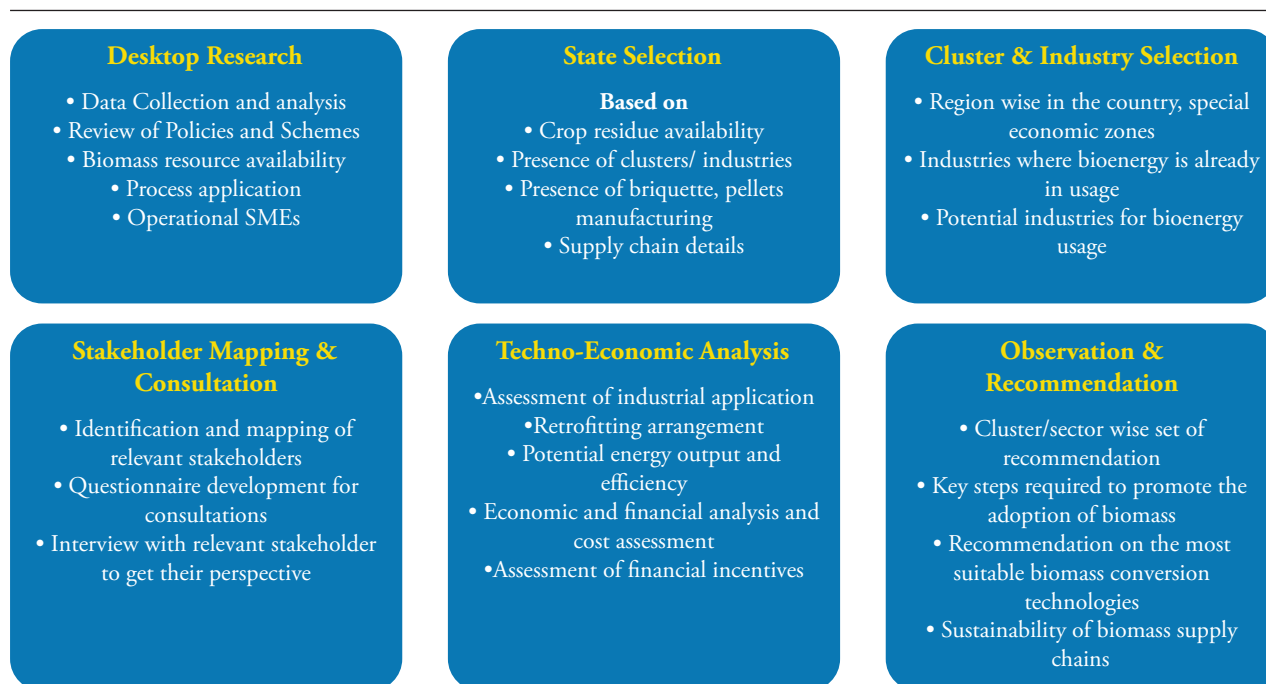 Desktop Research
• Data Collection and analysis
• Review of Policies and Schemes
• Biomass resource availability
• Process application
• Operational SMEs
State Selection
Based on
• Crop residue availability
• Presence of clusters/ industries
• Presence of briquette, pellets
manufacturing
• Supply chain details
Cluster & Industry Selection
• Region wise in the country, special
economic zones
• Industries where bioenergy is already
in usage
• Potential industries for bioenergy
usage
Stakeholder Mapping &
Consultation
• Identification and mapping of
relevant stakeholders
• Questionnaire development for
consultations
• Interview with relevant stakeholder
to get their perspective
Techno-Economic Analysis
•Assessment of industrial application
•Retrofitting arrangement
• Potential energy output and
efficiency
• Economic and financial analysis and
cost assessment
•Assessment of financial incentives
Observation &
Recommendation
• Cluster/sector wise set of
recommendation
• Key steps required to promote the
adoption of biomass
• Recommendation on the most
suitable biomass conversion
technologies
• Sustainability of biomass supply
chains